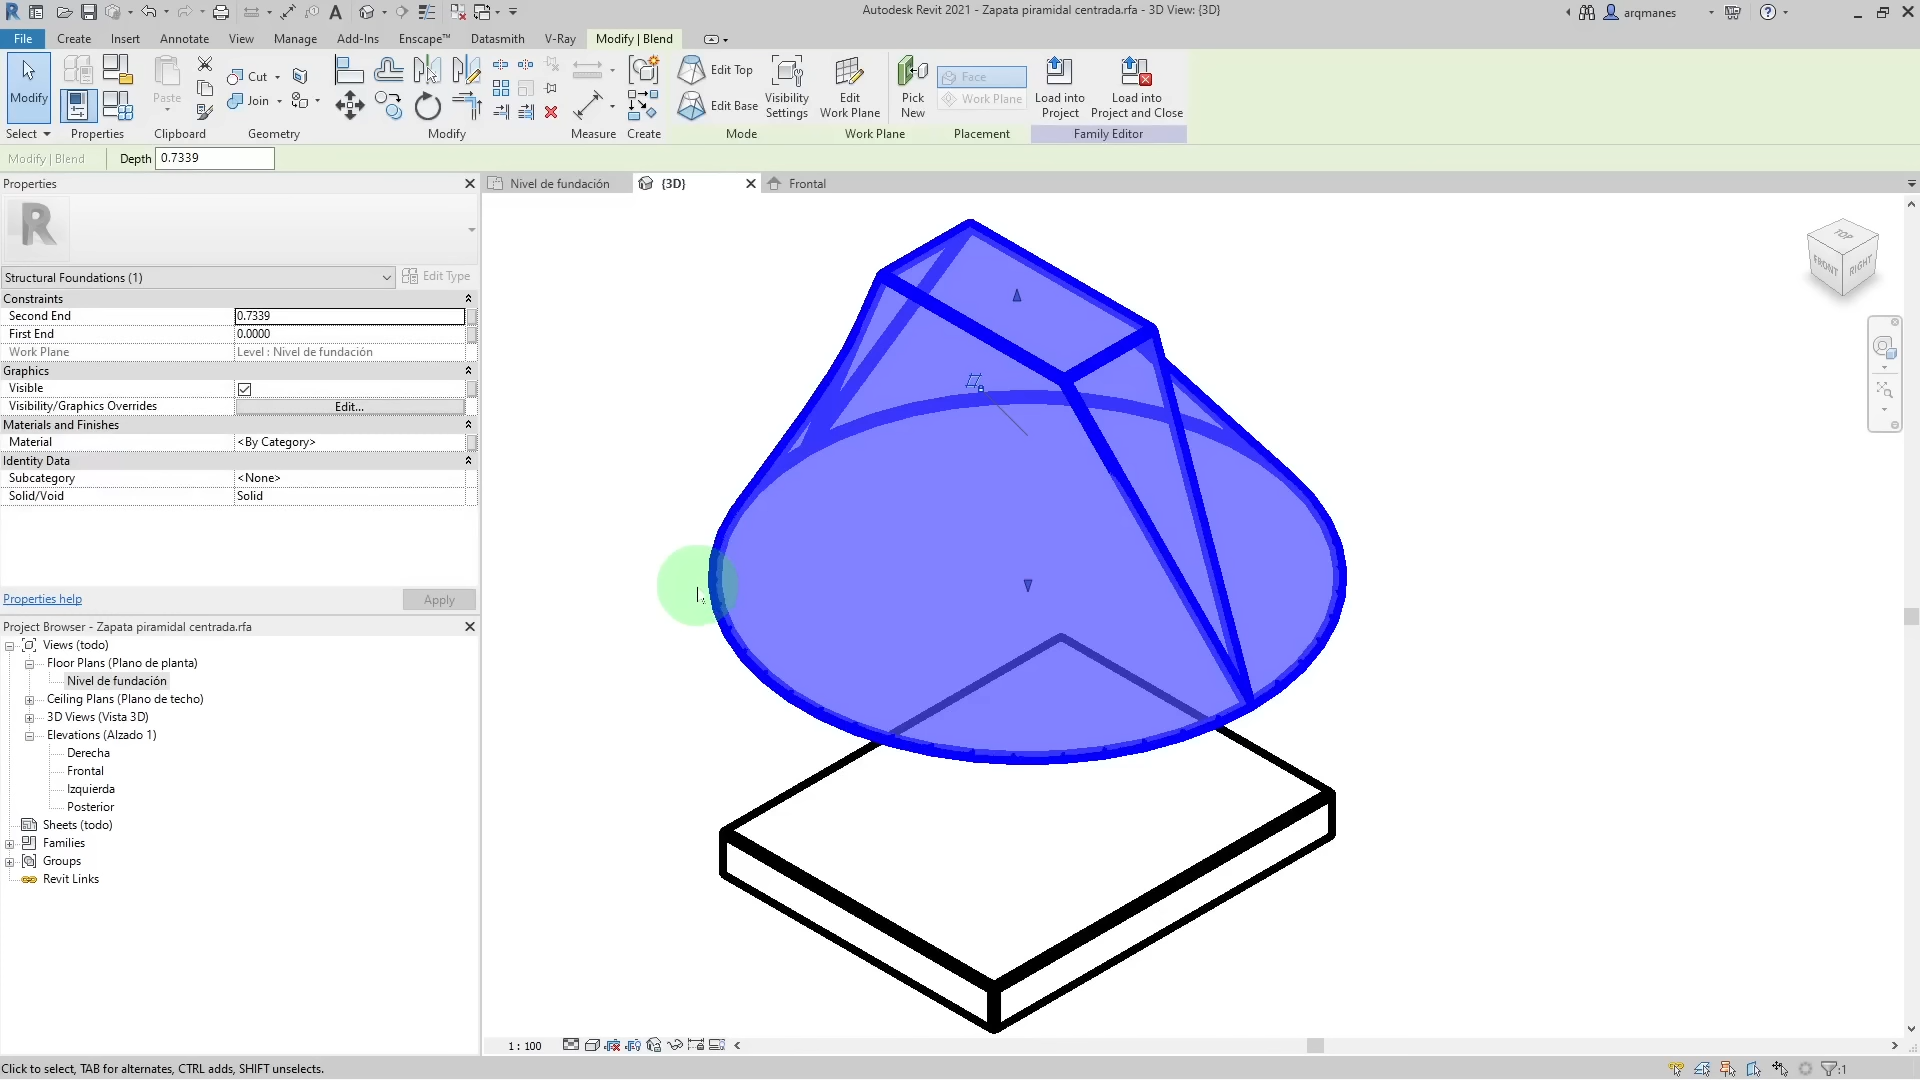 Autodesk Revit 2021 - Zapata piramidal centrada.rfa - 3D View: {3D}
arqmanes
File Create Insert Annotate View Manage Add-Ins Enscape™ Datasmith V-Ray Modify | Blend
Modify
Paste
Cut
Join
Edit Top
Edit Base
Visibility Settings
Edit Work Plane
Pick New
Face
Work Plane
Load into Project
Load into Project and Close
Select Properties Clipboard Geometry Modify Measure Create Mode Work Plane Placement Family Editor
Modify | Blend Depth 0.7339
Properties
Nivel de fundación {3D} Frontal
Structural Foundations (1) Edit Type
Constraints
Second End 0.7339
First End 0.0000
Work Plane Level : Nivel de fundación
Graphics
Visible
Visibility/Graphics Overrides Edit...
Materials and Finishes
Material <By Category>
Identity Data
Subcategory <None>
Solid/Void Solid
Properties help Apply
Project Browser - Zapata piramidal centrada.rfa
Views (todo)
Floor Plans (Plano de planta)
Nivel de fundación
Ceiling Plans (Plano de techo)
3D Views (Vista 3D)
Elevations (Alzado 1)
Derecha
Frontal
Izquierda
Posterior
Sheets (todo)
Families
Groups
Revit Links
TOP
FRONT RIGHT
1 : 100
Click to select, TAB for alternates, CTRL adds, SHIFT unselects.
:1